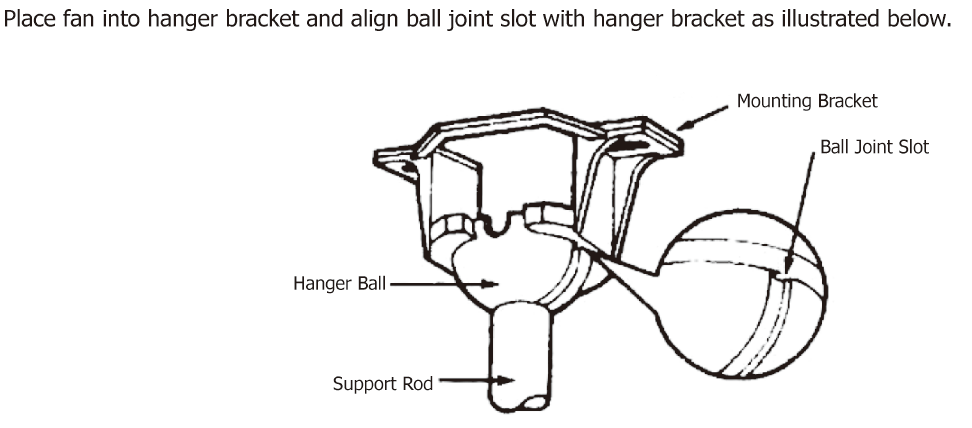 Place fan into hanger bracket and align ball joint slot with hanger bracket as illustrated below.
Mounting Bracket
Ball Joint Slot
Hanger Ball
Support Rod